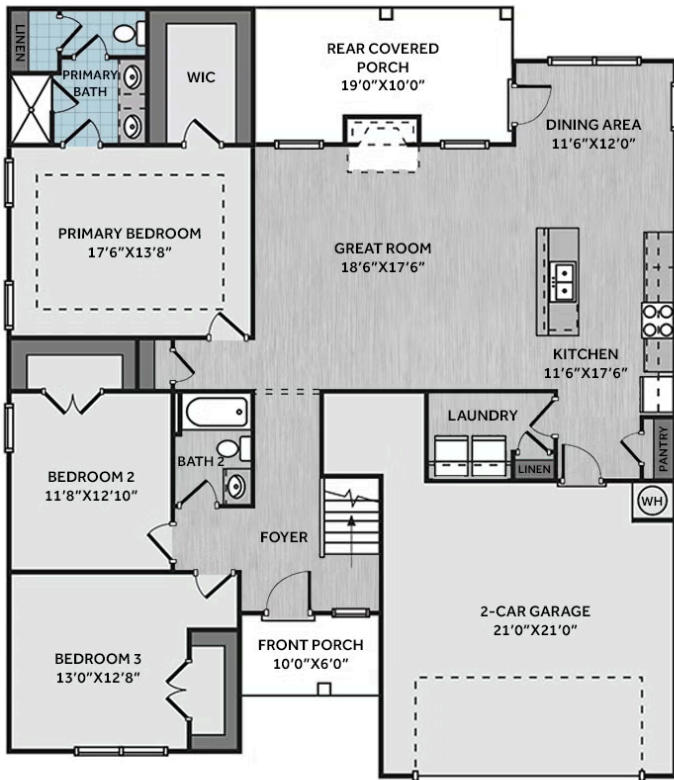 LINEN
PRIMARY
BATH
WIC
REAR COVERED
PORCH
19'0"X10'0"
DINING AREA
11'6"X12'0"
PRIMARY BEDROOM
17'6"X13'8"
GREAT ROOM
18'6"X17'6"
KITCHEN
11'6"X17'6"
LAUNDRY
LINEN
PANTRY
BEDROOM 2
11'8"X12'10"
BATH 2
WH
FOYER
2-CAR GARAGE
21'0"X21'0"
FRONT PORCH
10'0"X6'0"
BEDROOM 3
13'0"X12'8"